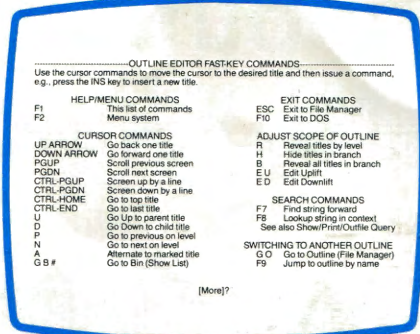 OUTLINE EDITOR FAST-KEY COMMANDS
Use the cursor commands to move the cursor to the desired title and then issue a command,
e.g., press the INS key to insert a new title.
HELP/MENU COMMANDS
F1 This list of commands
F2 Menu system
CURSOR COMMANDS
UP ARROW Go back one title
DOWN ARROW Go forward one title
PGUP Scroll previous screen
PGDN Scroll next screen
CTRL-PGUP Screen up by a line
CTRL-PGDN Screen down by a line
CTRL-HOME Go to top title
CTRL-END Go to last title
U Go Up to parent title
D Go Down to child title
P Go to previous on level
N Go to next on level
A Alternate to marked title
G B # Go to Bin (Show List)
EXIT COMMANDS
ESC Exit to File Manager
F10 Exit to DOS
ADJUST SCOPE OF OUTLINE
R Reveal titles by level
H Hide titles in branch
B Reveal all titles in branch
E U Edit Uplift
E D Edit Downlift
SEARCH COMMANDS
F7 Find string forward
F8 Lookup string in context
See also Show/Print/Outfile Query
SWITCHING TO ANOTHER OUTLINE
G O Go to Outline (File Manager)
F9 Jump to outline by name
[More]?